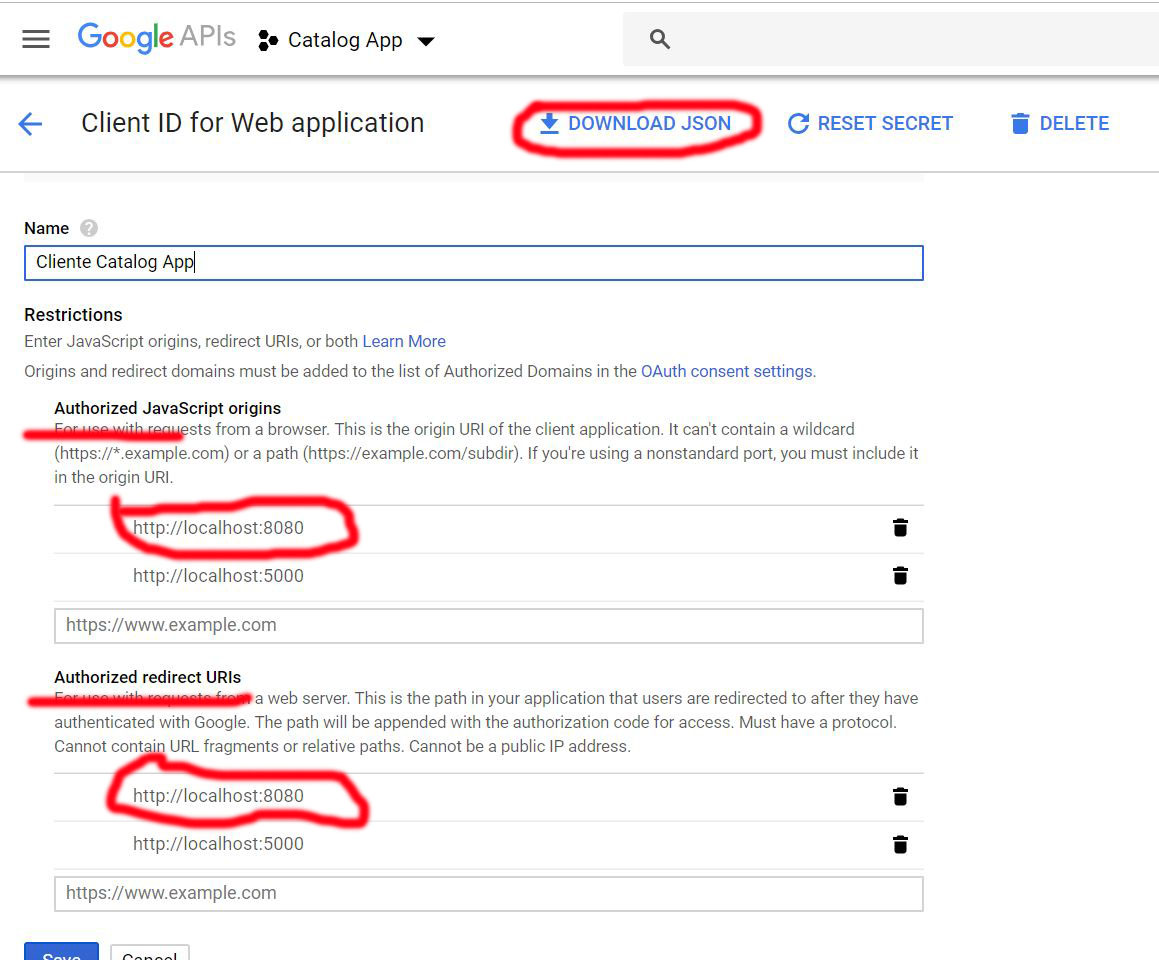 Google APIs Catalog App
Client ID for Web application DOWNLOAD JSON RESET SECRET DELETE
Name ?
Cliente Catalog App
Restrictions
Enter JavaScript origins, redirect URIs, or both Learn More
Origins and redirect domains must be added to the list of Authorized Domains in the OAuth consent settings.
Authorized JavaScript origins
For use with requests from a browser. This is the origin URI of the client application. It can't contain a wildcard
(https://*.example.com) or a path (https://example.com/subdir). If you're using a nonstandard port, you must include it
in the origin URI.
http://localhost:8080
http://localhost:5000
https://www.example.com
Authorized redirect URIs
For use with requests from a web server. This is the path in your application that users are redirected to after they have
authenticated with Google. The path will be appended with the authorization code for access. Must have a protocol.
Cannot contain URL fragments or relative paths. Cannot be a public IP address.
http://localhost:8080
http://localhost:5000
https://www.example.com
Save Cancel